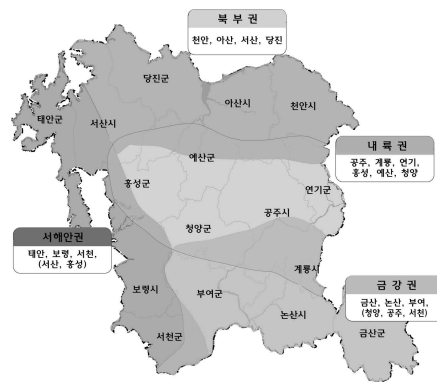 북 부 권
천안, 아산, 서산, 당진
당진군
아산시
천안시
태안군
서산시
예산군
내 륙 권
공주, 계룡, 연기,
홍성, 예산, 청양
홍성군
연기군
공주시
청양군
서해안권
태안, 보령, 서천,
(서산, 홍성)
계룡시
보령시
부여군
금 강 권
금산, 논산, 부여,
(청양, 공주, 서천)
논산시
서천군
금산군